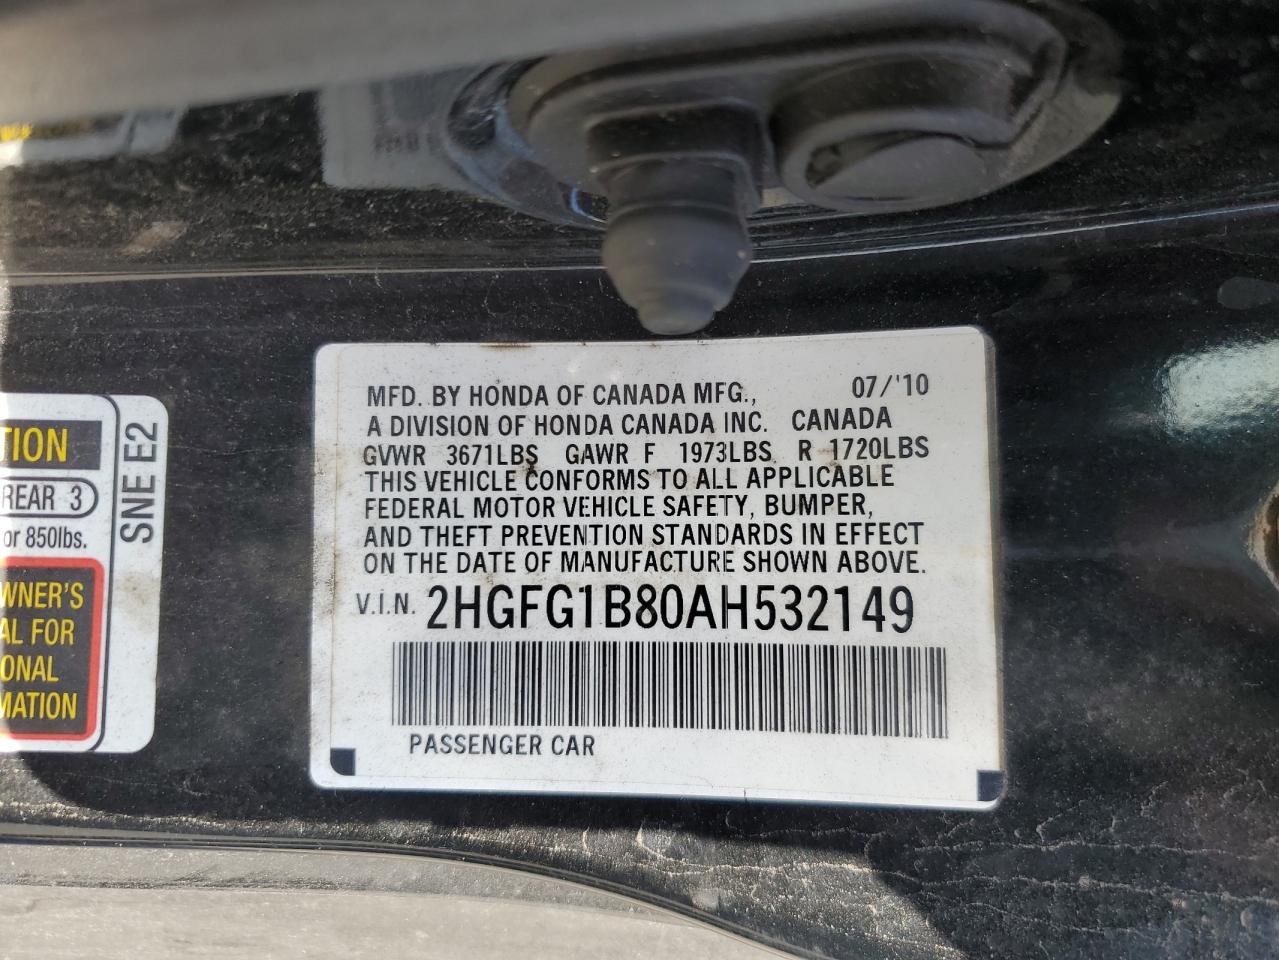 MFD. BY HONDA OF CANADA MFG., 07/'10
A DIVISION OF HONDA CANADA INC. CANADA
GVWR 3671LBS GAWR F 1973LBS R 1720LBS
THIS VEHICLE CONFORMS TO ALL APPLICABLE
FEDERAL MOTOR VEHICLE SAFETY, BUMPER,
AND THEFT PREVENTION STANDARDS IN EFFECT
ON THE DATE OF MANUFACTURE SHOWN ABOVE.
V.I.N. 2HGFG1B80AH532149
PASSENGER CAR
TION
REAR 3
or 850lbs.
WNER'S
AL FOR
ONAL
MATION
SNE E2